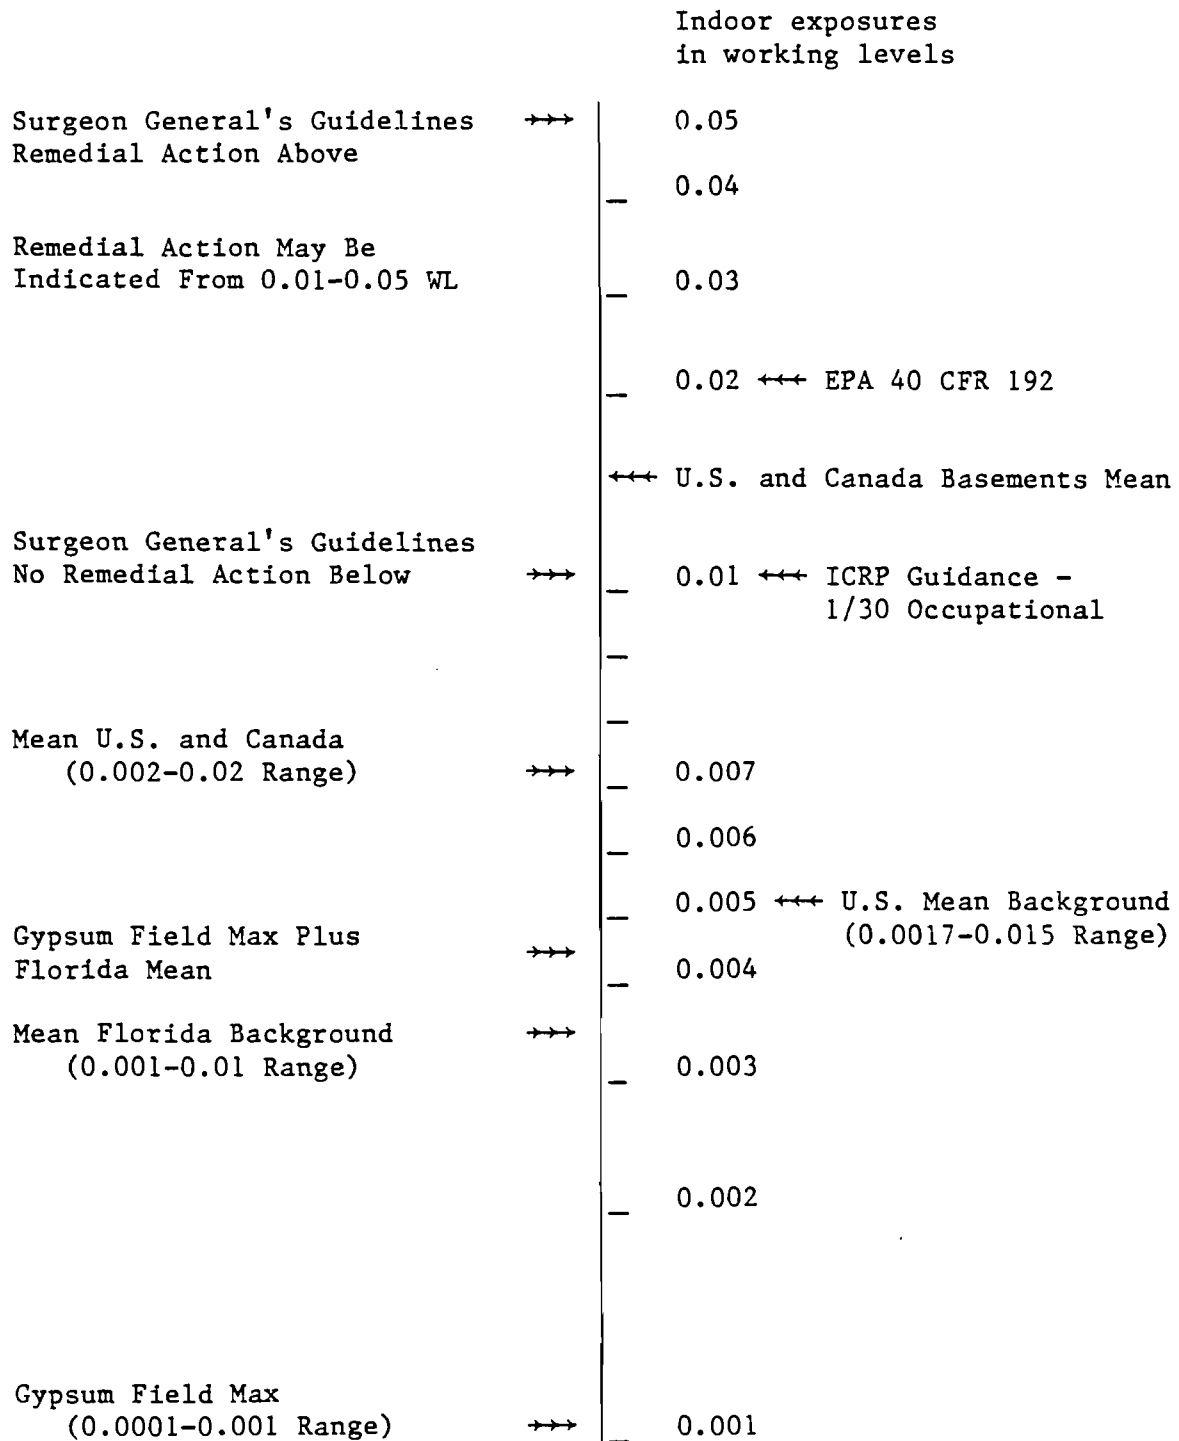 Indoor exposures
in working levels
Surgeon General's Guidelines →→→ 0.05
Remedial Action Above
0.04
Remedial Action May Be
Indicated From 0.01-0.05 WL 0.03
0.02 ←←← EPA 40 CFR 192
←←← U.S. and Canada Basements Mean
Surgeon General's Guidelines
No Remedial Action Below →→→ 0.01 ←←← ICRP Guidance -
1/30 Occupational
Mean U.S. and Canada
(0.002-0.02 Range) →→→ 0.007
0.006
0.005 ←←← U.S. Mean Background
(0.0017-0.015 Range)
Gypsum Field Max Plus →→→
Florida Mean 0.004
Mean Florida Background →→→
(0.001-0.01 Range) 0.003
0.002
Gypsum Field Max
(0.0001-0.001 Range) →→→ 0.001